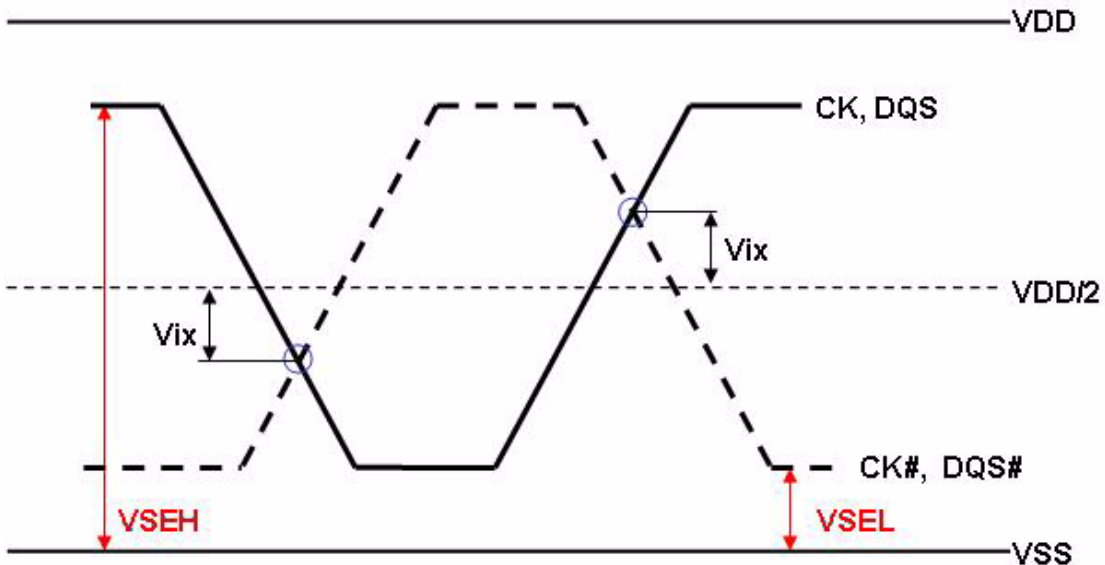 VDD
CK, DQS
Vix
VDD/2
Vix
CK#, DQS#
VSEH
VSEL
VSS